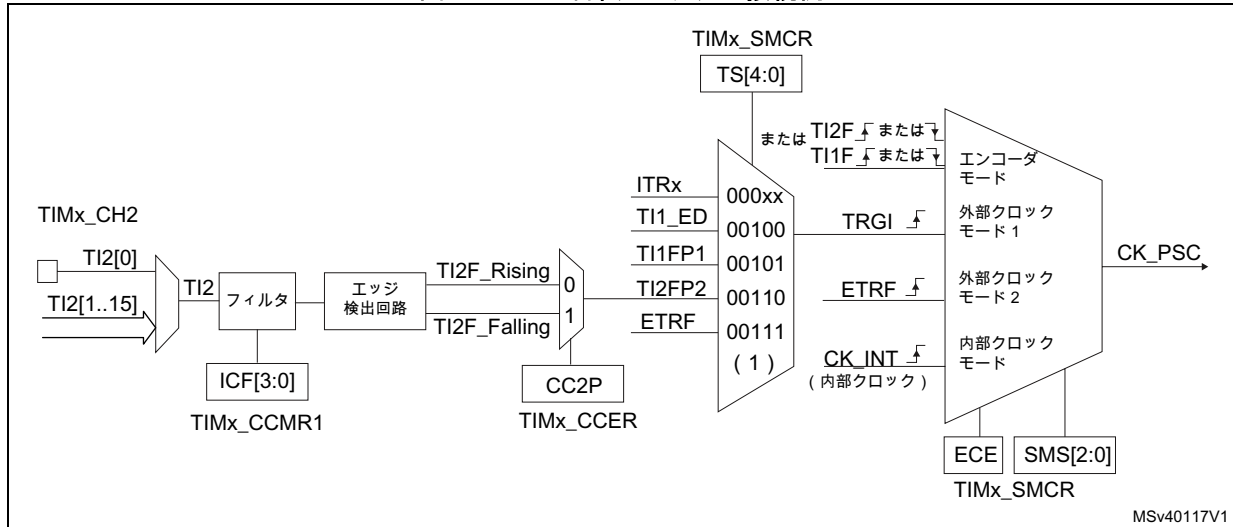 TIMx_SMCR
TS[4:0]
または TI2F または
TI1F または
エンコーダ
モード
ITRx
000xx
TIMx_CH2
TI1_ED
00100
TRGI
外部クロック
モード 1
TI2[0]
TI2
フィルタ
エッジ
検出回路
TI2F_Rising
0
TI1FP1
00101
CK_PSC
TI2[1..15]
TI2F_Falling
1
TI2FP2
00110
ETRF
外部クロック
モード 2
ETRF
00111
(1)
CK_INT
(内部クロック)
内部クロック
モード
ICF[3:0]
TIMx_CCMR1
CC2P
TIMx_CCER
ECE
SMS[2:0]
TIMx_SMCR
MSv40117V1